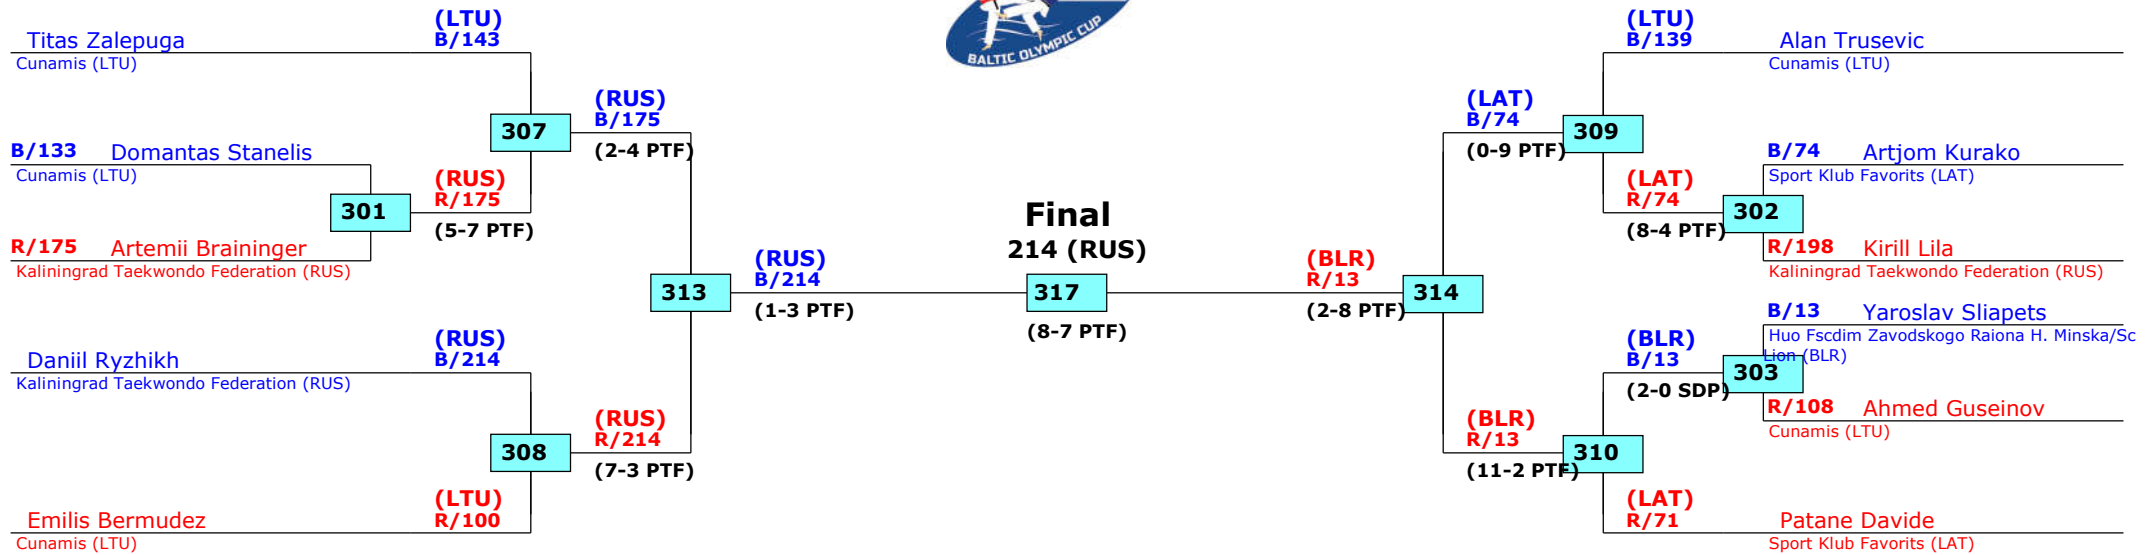 BALTIC OLYMPIC CUP
(LTU)
Titas Zalepuga B/143
Cunamis (LTU)
(RUS)
B/175
307
(2-4 PTF)
B/133 Domantas Stanelis
Cunamis (LTU)
(RUS)
R/175
301
(5-7 PTF)
R/175 Artemii Braininger
Kaliningrad Taekwondo Federation (RUS)
(RUS)
B/214
313
(1-3 PTF)
(RUS)
Daniil Ryzhikh B/214
Kaliningrad Taekwondo Federation (RUS)
(RUS)
R/214
308
(7-3 PTF)
(LTU)
Emilis Bermudez R/100
Cunamis (LTU)
Final
214 (RUS)
317
(8-7 PTF)
(LTU)
B/139 Alan Trusevic
Cunamis (LTU)
(LAT)
B/74
309
(0-9 PTF)
B/74 Artjom Kurako
Sport Klub Favorits (LAT)
(LAT)
R/74
302
(8-4 PTF)
R/198 Kirill Lila
Kaliningrad Taekwondo Federation (RUS)
(BLR)
R/13
314
(2-8 PTF)
B/13 Yaroslav Sliapets
Huo Fscdim Zavodskogo Raiona H. Minska/Sc
Lion (BLR)
(BLR)
B/13
303
(2-0 SDP)
R/108 Ahmed Guseinov
Cunamis (LTU)
(BLR)
R/13
310
(11-2 PTF)
(LAT)
R/71 Patane Davide
Sport Klub Favorits (LAT)